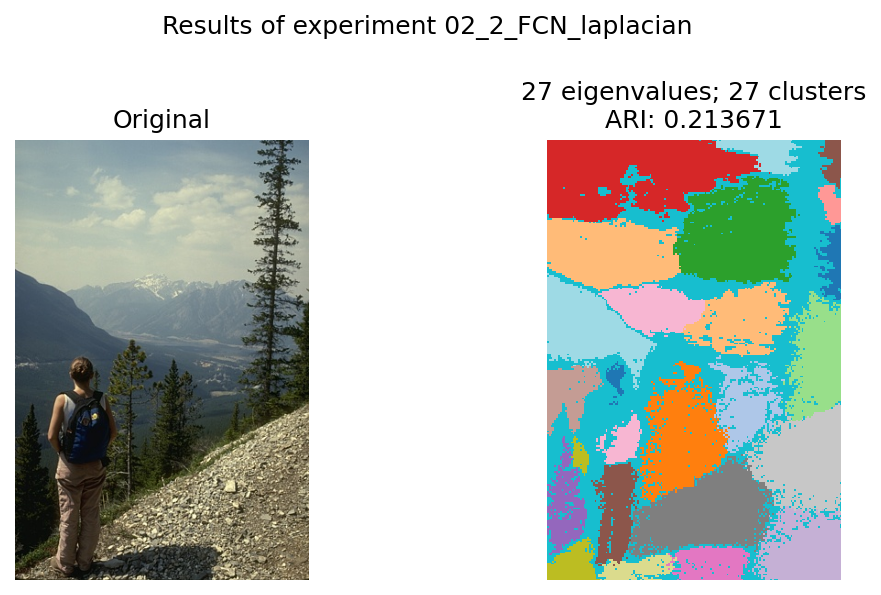 Results of experiment 02_2_FCN_laplacian
Original
27 eigenvalues; 27 clusters
ARI: 0.213671